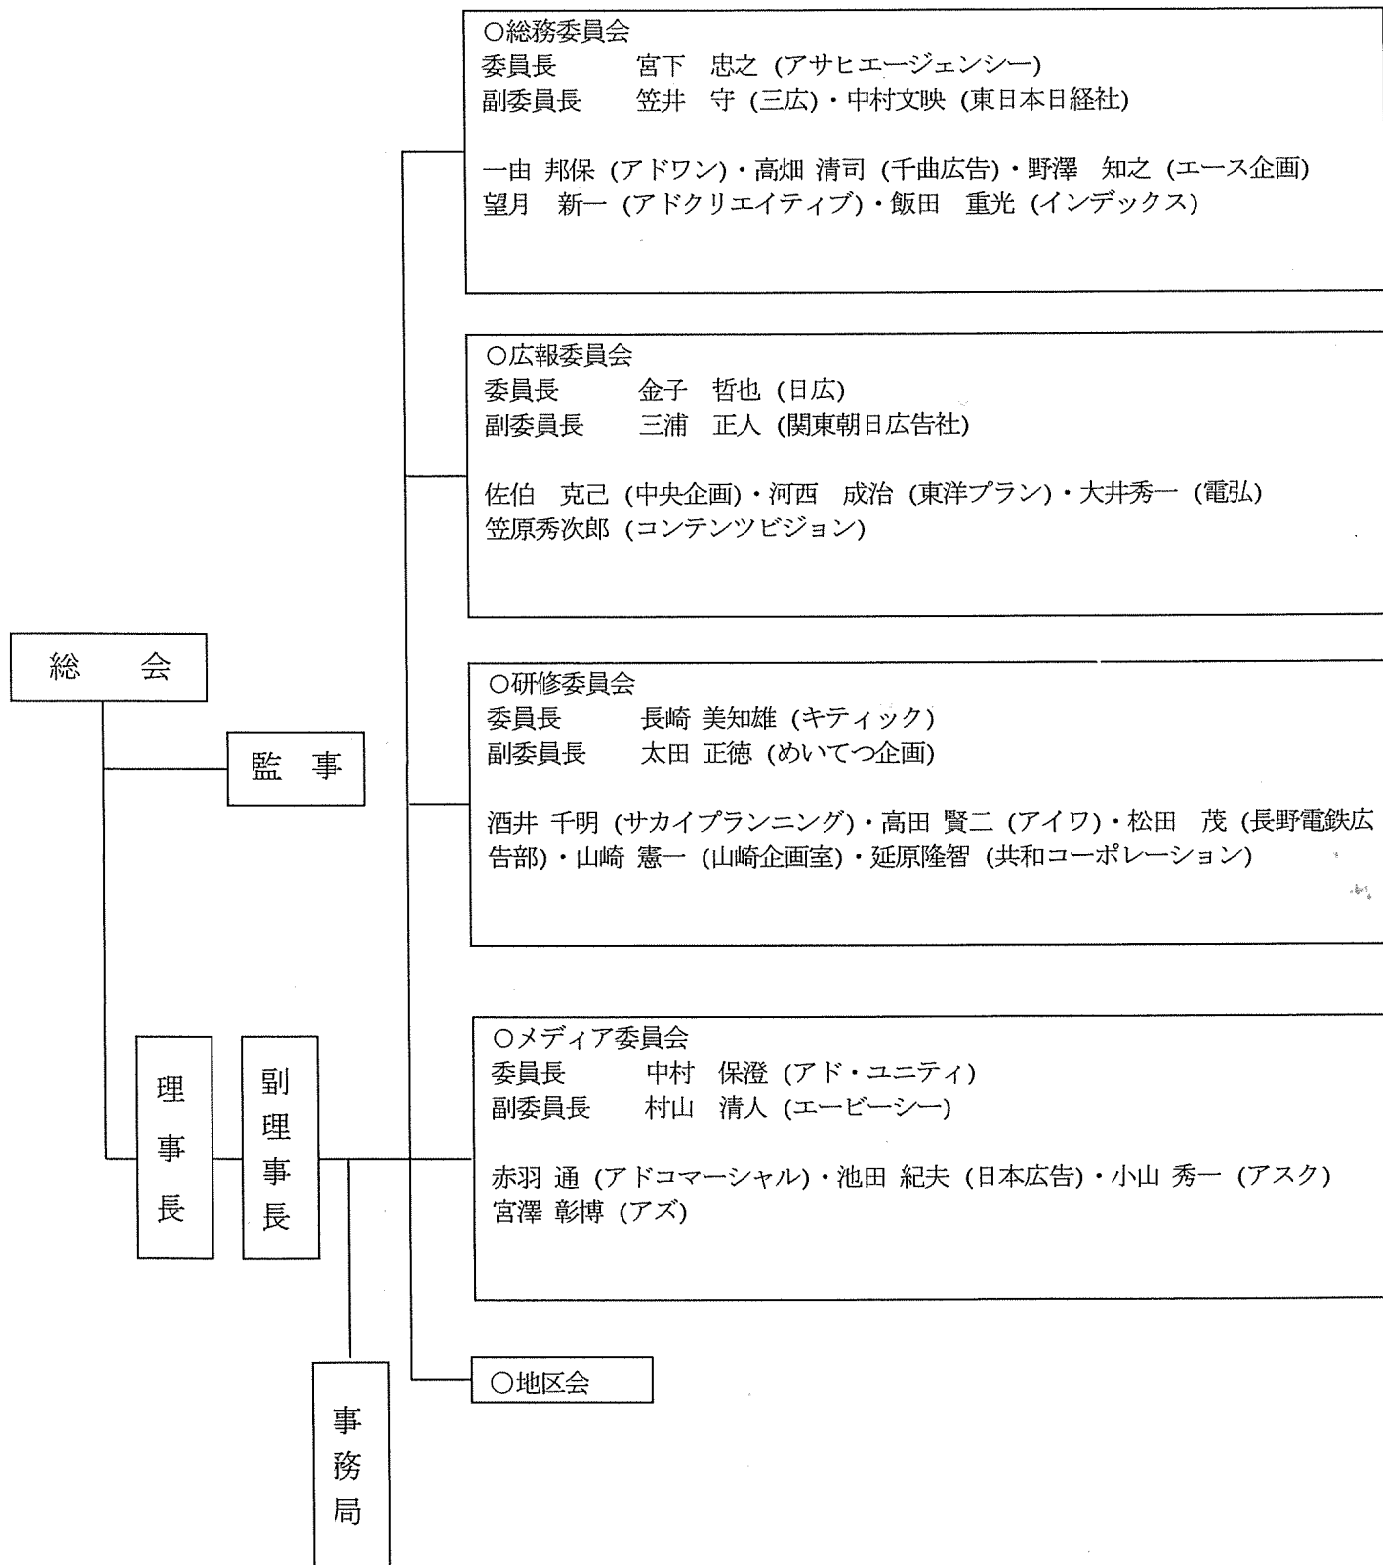 ○総務委員会
委員長　　　宮下　忠之 (アサヒエージェンシー)
副委員長　　笠井　守 (三広)・中村文映 (東日本日経社)
一由 邦保 (アドワン)・高畑 清司 (千曲広告)・野澤　知之 (エース企画)
望月　新一 (アドクリエイティブ)・飯田　重光 (インデックス)
○広報委員会
委員長　　　金子　哲也 (日広)
副委員長　　三浦　正人 (関東朝日広告社)
佐伯　克己 (中央企画)・河西　成治 (東洋プラン)・大井秀一 (電弘)
笠原秀次郎 (コンテンツビジョン)
総　会
監　事
○研修委員会
委員長　　　長崎 美知雄 (キティック)
副委員長　　太田 正徳 (めいてつ企画)
酒井 千明 (サカイプランニング)・高田 賢二 (アイワ)・松田　茂 (長野電鉄広
告部)・山崎 憲一 (山崎企画室)・延原隆智 (共和コーポレーション)
理事長
副理事長
○メディア委員会
委員長　　　中村　保澄 (アド・ユニティ)
副委員長　　村山　清人 (エービーシー)
赤羽 通 (アドコマーシャル)・池田 紀夫 (日本広告)・小山 秀一 (アスク)
宮澤 彰博 (アズ)
○地区会
事務局